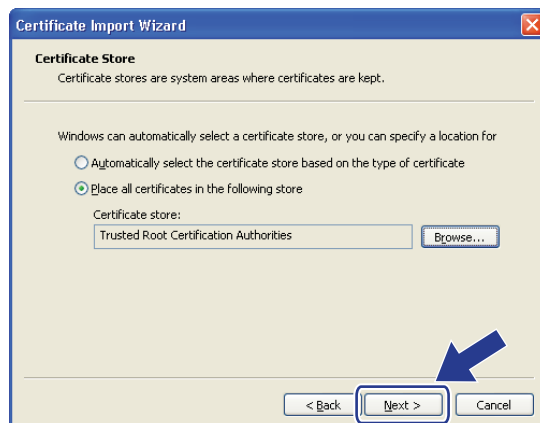 Certificate Import Wizard
Certificate Store
Certificate stores are system areas where certificates are kept.
Windows can automatically select a certificate store, or you can specify a location for
Automatically select the certificate store based on the type of certificate
Place all certificates in the following store
Certificate store:
Trusted Root Certification Authorities
Browse...
< Back
Next >
Cancel